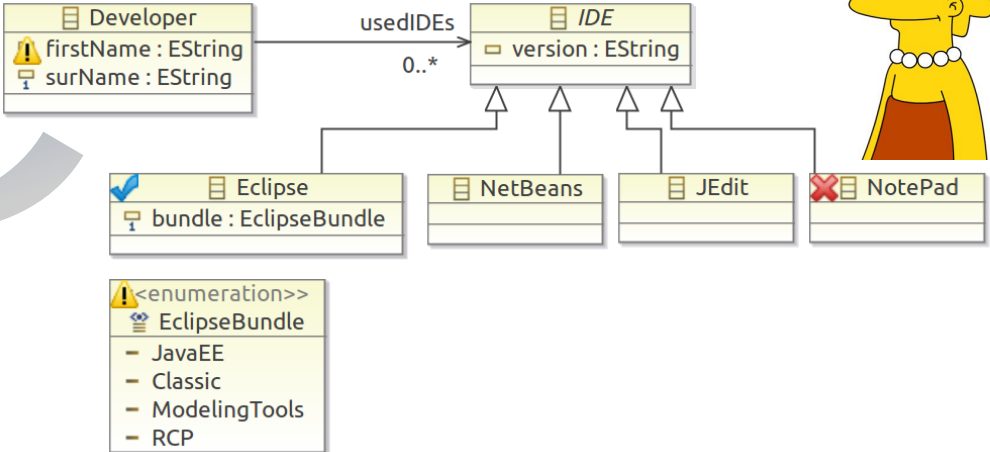 Developer
firstName : EString
surName : EString
usedIDEs
0..*
IDE
version : EString
Eclipse
bundle : EclipseBundle
NetBeans
JEdit
NotePad
<enumeration>>
EclipseBundle
JavaEE
Classic
ModelingTools
RCP